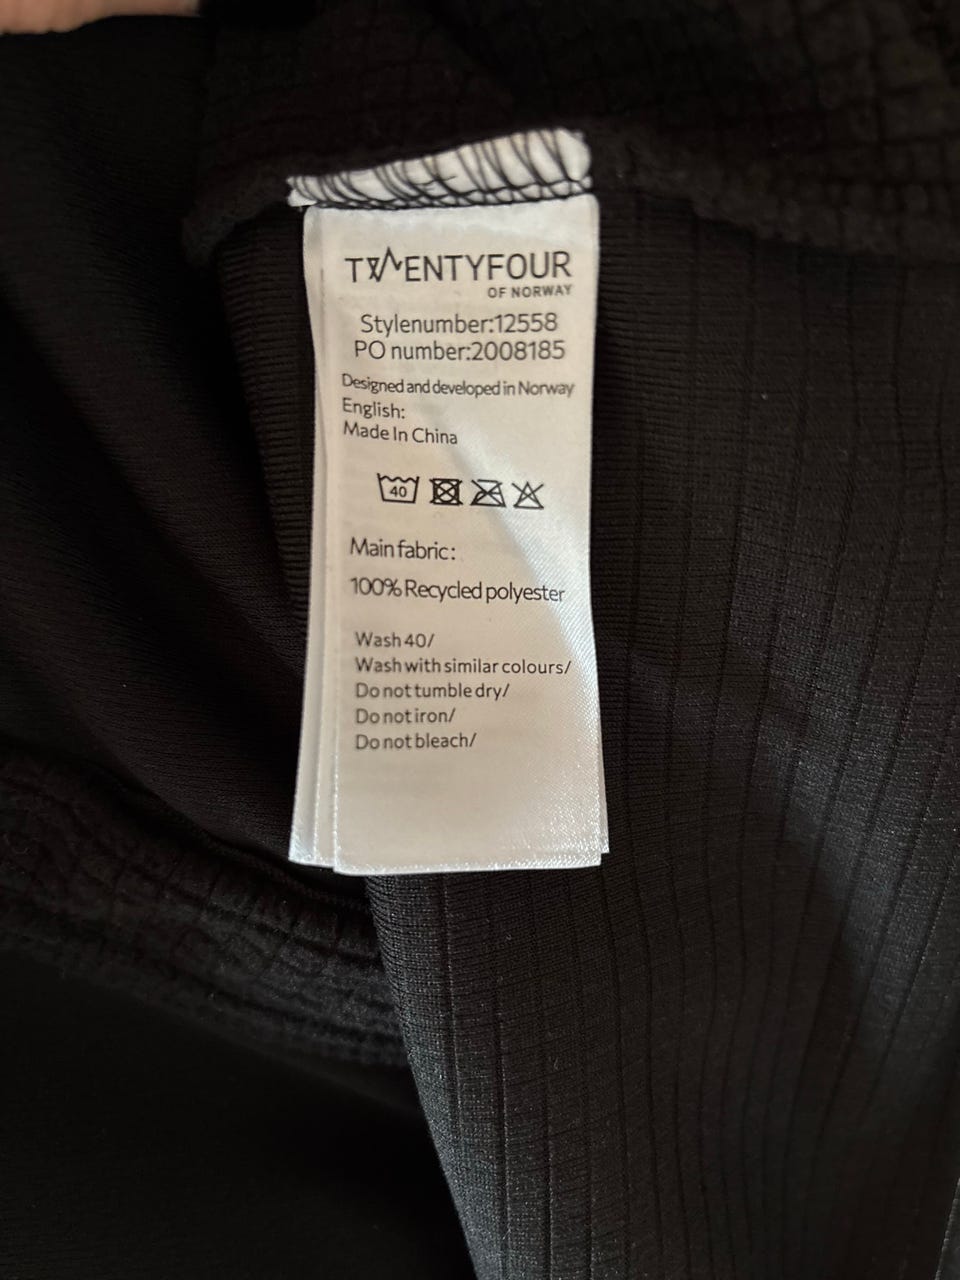 TWENTYFOUR
OF NORWAY
Stylenumber:12558
PO number:2008185
Designed and developed in Norway
English:
Made In China
40
Main fabric:
100% Recycled polyester
Wash 40/
Wash with similar colours/
Do not tumble dry/
Do not iron/
Do not bleach/